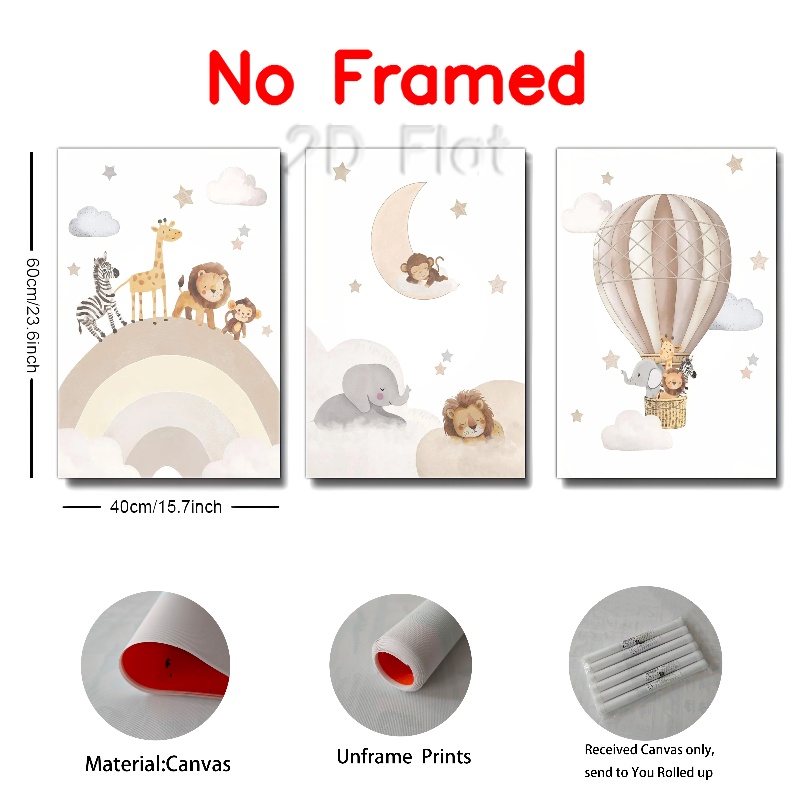 No Framed
2D Flat
60cm/23.6inch
40cm/15.7inch
Material:Canvas
Unframe Prints
Received Canvas only,
send to You Rolled up